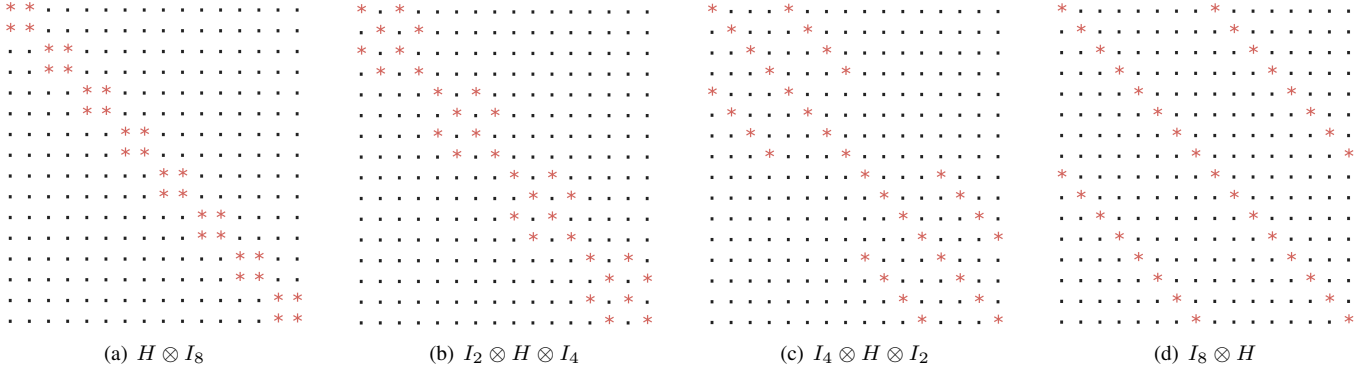 * * . . . . . . . . . . . . . . * . * . . . . . . . . . . . . . * . . . * . . . . . . . . . . . * . . . . . . . * . . . . . . .
* * . . . . . . . . . . . . . . . * . * . . . . . . . . . . . . . * . . . * . . . . . . . . . . . * . . . . . . . * . . . . . .
. . * * . . . . . . . . . . . . * . * . . . . . . . . . . . . . . . * . . . * . . . . . . . . . . . * . . . . . . . * . . . . .
. . * * . . . . . . . . . . . . . * . * . . . . . . . . . . . . . . . * . . . * . . . . . . . . . . . * . . . . . . . * . . . .
. . . . * * . . . . . . . . . . . . . . * . * . . . . . . . . . * . . . * . . . . . . . . . . . . . . . * . . . . . . . * . . .
. . . . * * . . . . . . . . . . . . . . . * . * . . . . . . . . . * . . . * . . . . . . . . . . . . . . . * . . . . . . . * . .
. . . . . . * * . . . . . . . . . . . . * . * . . . . . . . . . . . * . . . * . . . . . . . . . . . . . . . * . . . . . . . * .
. . . . . . * * . . . . . . . . . . . . . * . * . . . . . . . . . . . * . . . * . . . . . . . . . . . . . . . * . . . . . . . *
. . . . . . . . * * . . . . . . . . . . . . . . * . * . . . . . . . . . . . . . * . . . * . . . * . . . . . . . * . . . . . . .
. . . . . . . . * * . . . . . . . . . . . . . . . * . * . . . . . . . . . . . . . * . . . * . . . * . . . . . . . * . . . . . .
. . . . . . . . . . * * . . . . . . . . . . . . * . * . . . . . . . . . . . . . . . * . . . * . . . * . . . . . . . * . . . . .
. . . . . . . . . . * * . . . . . . . . . . . . . * . * . . . . . . . . . . . . . . . * . . . * . . . * . . . . . . . * . . . .
. . . . . . . . . . . . * * . . . . . . . . . . . . . . * . * . . . . . . . . . * . . . * . . . . . . . * . . . . . . . * . . .
. . . . . . . . . . . . * * . . . . . . . . . . . . . . . * . * . . . . . . . . . * . . . * . . . . . . . * . . . . . . . * . .
. . . . . . . . . . . . . . * * . . . . . . . . . . . . * . * . . . . . . . . . . . * . . . * . . . . . . . * . . . . . . . * .
. . . . . . . . . . . . . . * * . . . . . . . . . . . . . * . * . . . . . . . . . . . * . . . * . . . . . . . * . . . . . . . *
(a) H ⊗ I₈ (b) I₂ ⊗ H ⊗ I₄ (c) I₄ ⊗ H ⊗ I₂ (d) I₈ ⊗ H